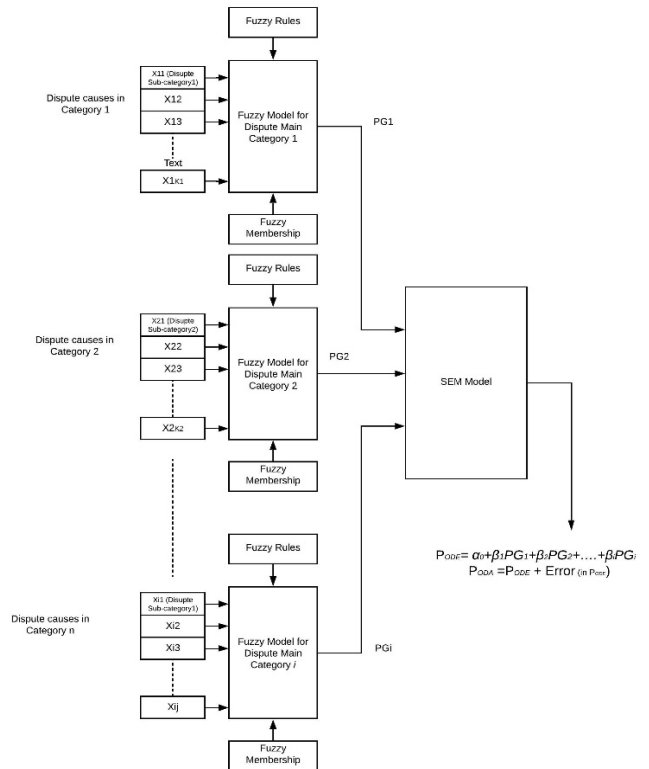 Fuzzy Rules
Dispute causes in
Category 1
X11 (Disupte
Sub-category1)
X12
X13
Text
X1K1
Fuzzy Model for
Dispute Main
Category 1
PG1
Fuzzy
Membership
Fuzzy Rules
Dispute causes in
Category 2
X21 (Disupte
Sub-category2)
X22
X23
X2K2
Fuzzy Model for
Dispute Main
Category 2
PG2
Fuzzy
Membership
SEM Model
PODE= α0+β1PG1+β2PG2+....+βiPGi
PODA =PODE + Error (in Pcor)
Fuzzy Rules
Dispute causes in
Category n
Xi1 (Disupte
Sub-category1)
Xi2
Xi3
Xij
Fuzzy Model for
Dispute Main
Category i
PGi
Fuzzy
Membership